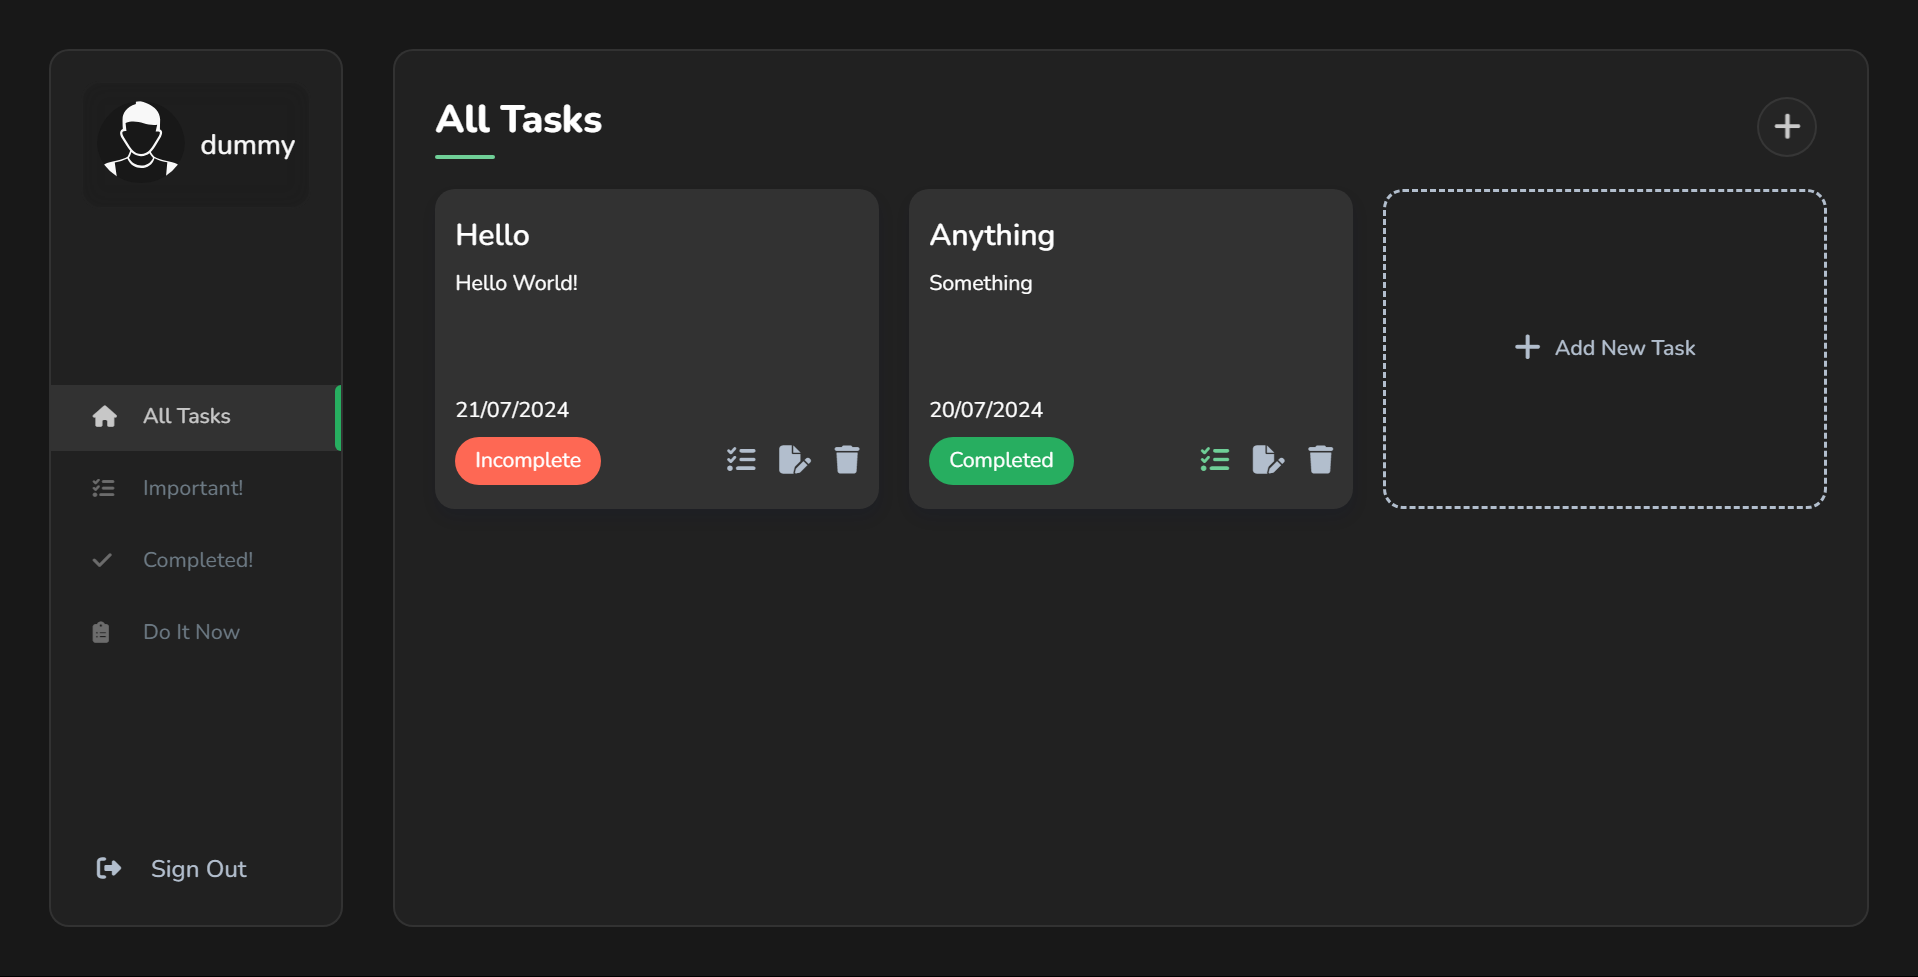 dummy
All Tasks
Important!
Completed!
Do It Now
Sign Out
All Tasks
Hello
Hello World!
21/07/2024
Incomplete
Anything
Something
20/07/2024
Completed
Add New Task